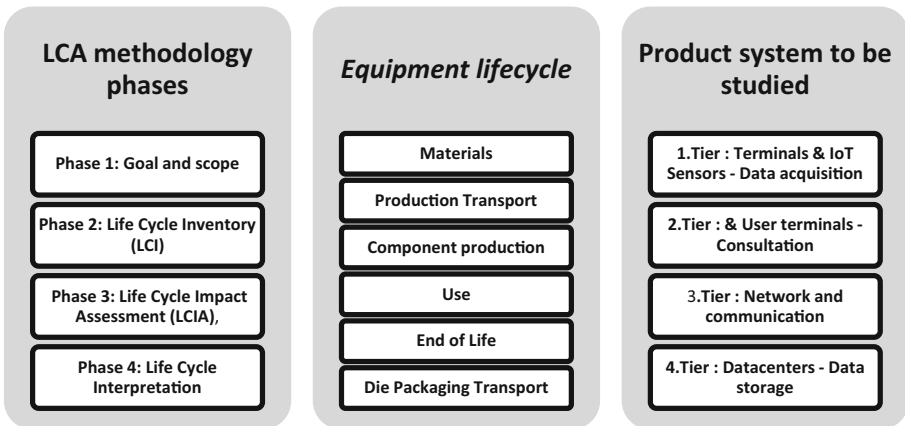 LCA methodology
phases
Phase 1: Goal and scope
Phase 2: Life Cycle Inventory
(LCI)
Phase 3: Life Cycle Impact
Assessment (LCIA),
Phase 4: Life Cycle
Interpretation
Equipment lifecycle
Materials
Production Transport
Component production
Use
End of Life
Die Packaging Transport
Product system to be
studied
1.Tier : Terminals & IoT
Sensors - Data acquisition
2.Tier : & User terminals -
Consultation
3.Tier : Network and
communication
4.Tier : Datacenters - Data
storage